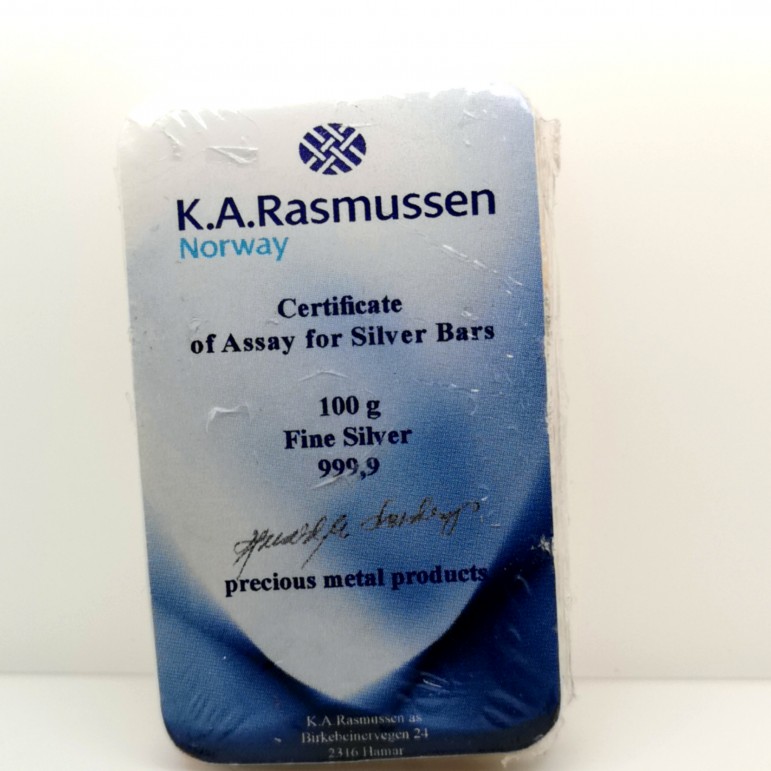 K.A.Rasmussen
Norway
Certificate
of Assay for Silver Bars
100 g
Fine Silver
999,9
precious metal products
K.A.Rasmussen as
Birkebeinervegen 24
2316 Hamar